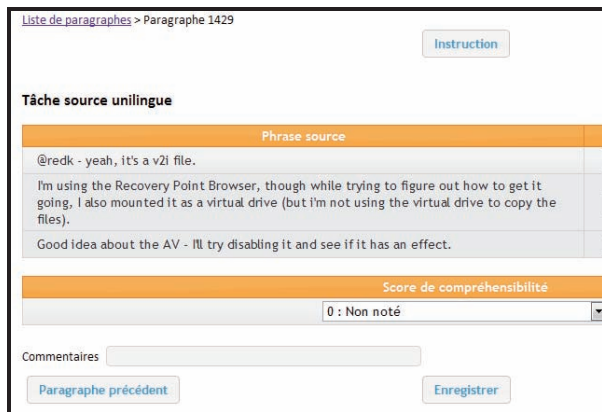 Liste de paragraphes > Paragraphe 1429
Instruction
Tâche source unilingue
Phrase source
@redk - yeah, it's a v2i file.
I'm using the Recovery Point Browser, though while trying to figure out how to get it
going, I also mounted it as a virtual drive (but i'm not using the virtual drive to copy the
files).
Good idea about the AV - I'll try disabling it and see if it has an effect.
Score de compréhensibilité
0 : Non noté
Commentaires
Paragraphe précédent
Enregistrer